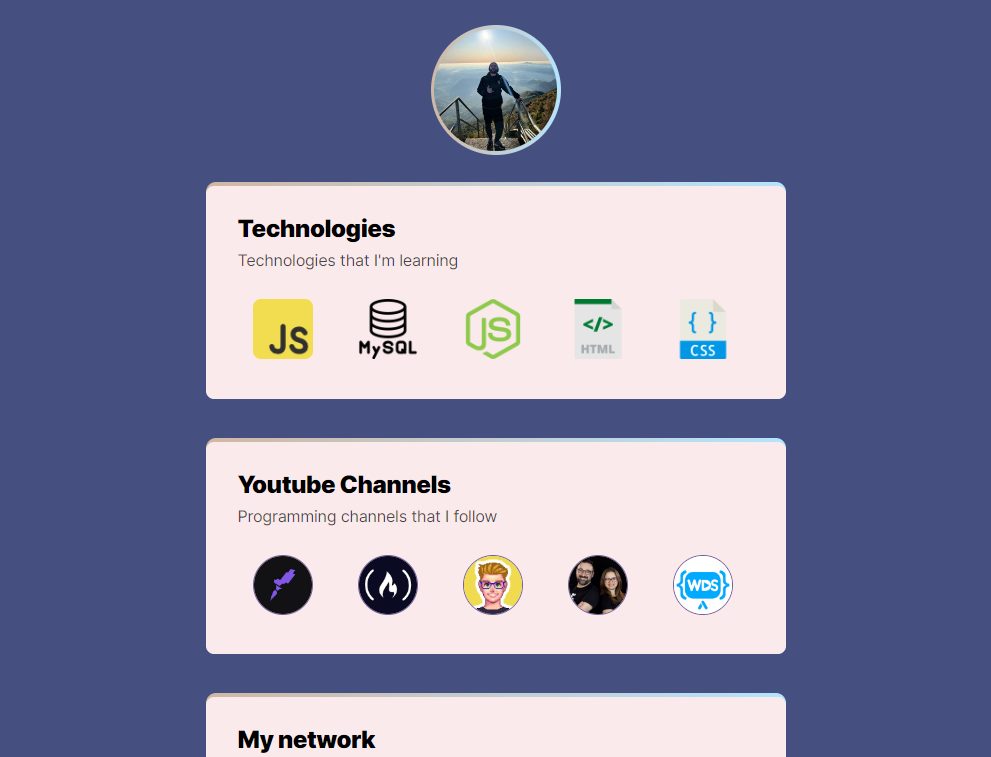 Technologies
Technologies that I'm learning
JS
MySQL
JS
</>
HTML
{ }
CSS
Youtube Channels
Programming channels that I follow
{WDS}
My network